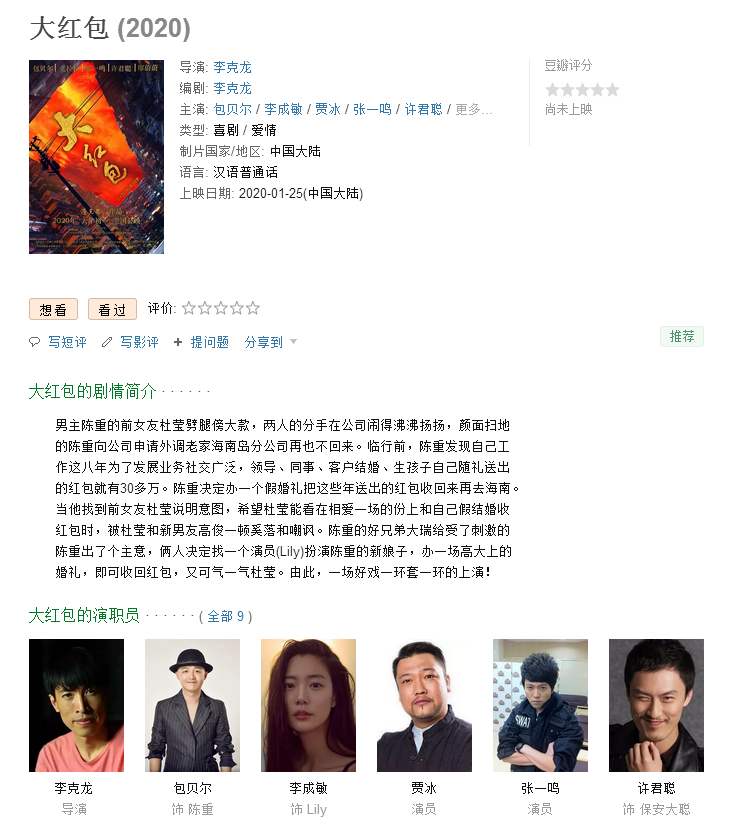 大红包 (2020)
大红包
导演: 李克龙
编剧: 李克龙
主演: 包贝尔 / 李成敏 / 贾冰 / 张一鸣 / 许君聪 / 更多...
类型: 喜剧 / 爱情
制片国家/地区: 中国大陆
语言: 汉语普通话
上映日期: 2020-01-25(中国大陆)
豆瓣评分
尚未上映
想看 看过 评价:
写短评 写影评 + 提问题 分享到
推荐
大红包的剧情简介 · · · · · ·
男主陈重的前女友杜莹劈腿傍大款，两人的分手在公司闹得沸沸扬扬，颜面扫地
的陈重向公司申请外调老家海南岛分公司再也不回来。临行前，陈重发现自己工
作这八年为了发展业务社交广泛，领导、同事、客户结婚、生孩子自己随礼送出
的红包就有30多万。陈重决定办一个假婚礼把这些年送出的红包收回来再去海南。
当他找到前女友杜莹说明意图，希望杜莹能看在相爱一场的份上和自己假结婚收
红包时，被杜莹和新男友高俊一顿奚落和嘲讽。陈重的好兄弟大瑞给受了刺激的
陈重出了个主意，俩人决定找一个演员(Lily)扮演陈重的新娘子，办一场高大上的
婚礼，即可收回红包，又可气一气杜莹。由此，一场好戏一环套一环的上演！
大红包的演职员 · · · · · · ( 全部 9 )
SWAT
李克龙 包贝尔 李成敏 贾冰 张一鸣 许君聪
导演 饰 陈重 饰 Lily 演员 演员 饰 保安大聪